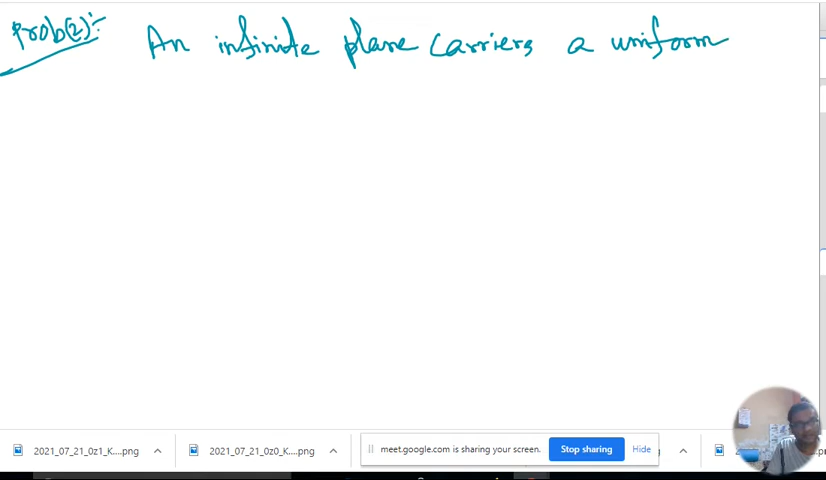 Prob(2):
An infinite plane carriers a uniform
2021_07_21_0z1_K....png
2021_07_21_0z0_K....png
meet.google.com is sharing your screen.
Stop sharing
Hide